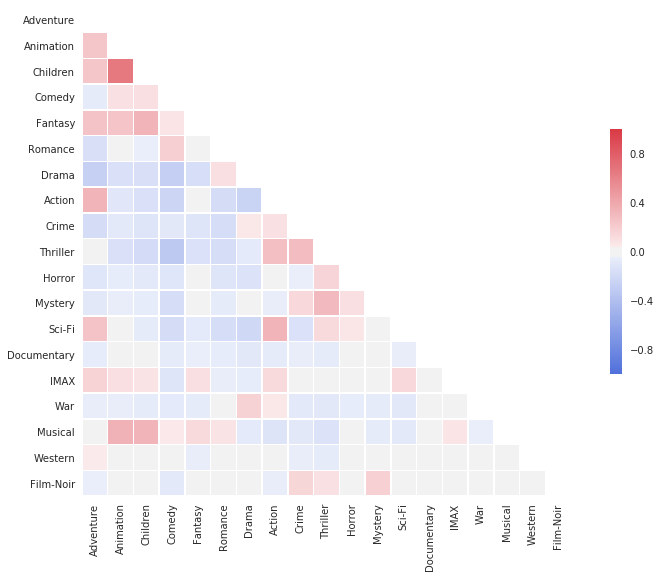 Adventure
Animation
Children
Comedy
Fantasy
Romance
Drama
Action
Crime
Thriller
Horror
Mystery
Sci-Fi
Documentary
IMAX
War
Musical
Western
Film-Noir
Adventure
Animation
Children
Comedy
Fantasy
Romance
Drama
Action
Crime
Thriller
Horror
Mystery
Sci-Fi
Documentary
IMAX
War
Musical
Western
Film-Noir
0.8
0.4
0.0
−0.4
−0.8